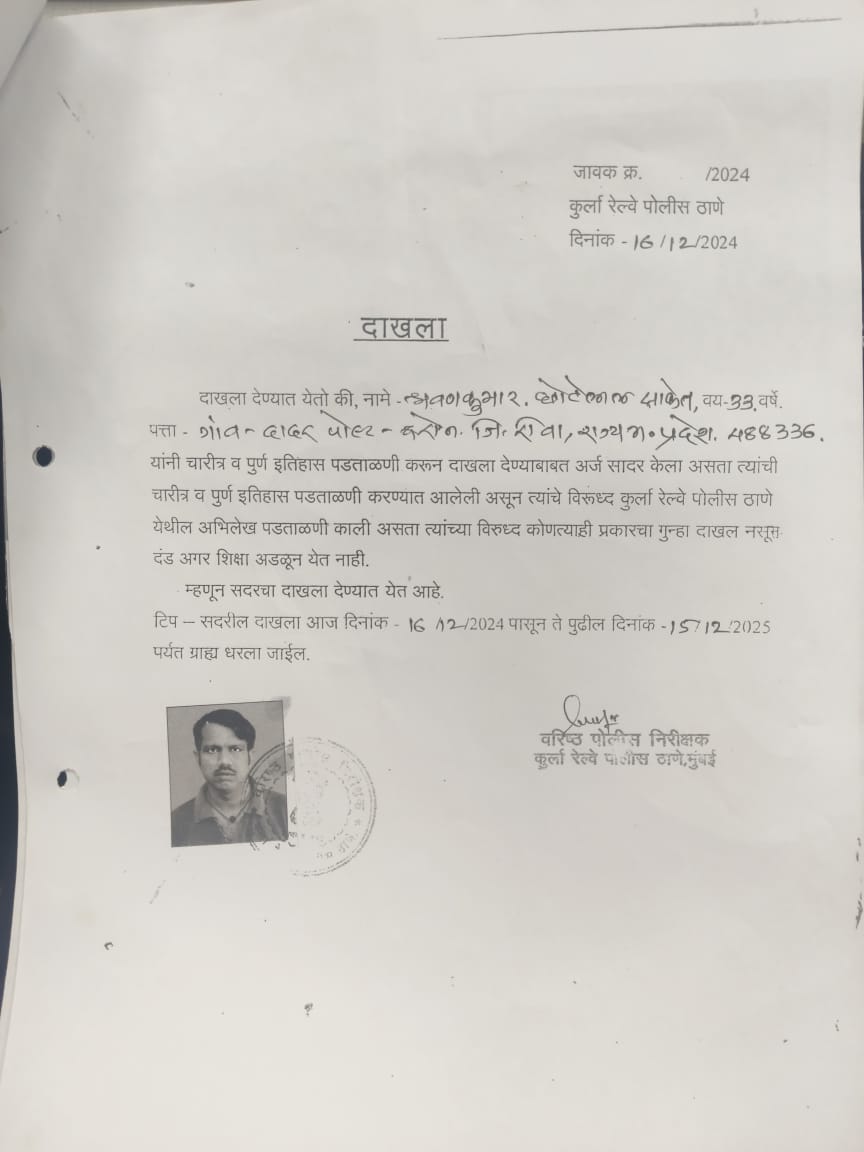 जावक क्र. /2024
कुर्ला रेल्वे पोलीस ठाणे
दिनांक - 16/12/2024
दाखला
दाखला देण्यात येतो की, नामे - श्रवणकुमार. छोटेलाल साकेत, वय-33.वर्षे.
पत्ता - गांव - दादर पोस्ट - जि. रिवा, राज्य म. प्रदेश. 488336.
यांनी चारीत्र व पुर्ण इतिहास पडताळणी करून दाखला देण्याबाबत अर्ज सादर केला असता त्यांची
चारीत्र व पुर्ण इतिहास पडताळणी करण्यात आलेली असून त्यांचे विरूध्द कुर्ला रेल्वे पोलीस ठाणे
येथील अभिलेख पडताळणी काली असता त्यांच्या विरुध्द कोणत्याही प्रकारचा गुन्हा दाखल नसून
दंड अगर शिक्षा अडळून येत नाही.
म्हणून सदरचा दाखला देण्यात येत आहे.
टिप – सदरील दाखला आज दिनांक - 16/12/2024 पासून ते पुढील दिनांक -15/12/2025
पर्यंत ग्राह्य धरला जाईल.
वरिष्ठ पोलीस निरीक्षक
कुर्ला रेल्वे पोलीस ठाणे,मुंबई